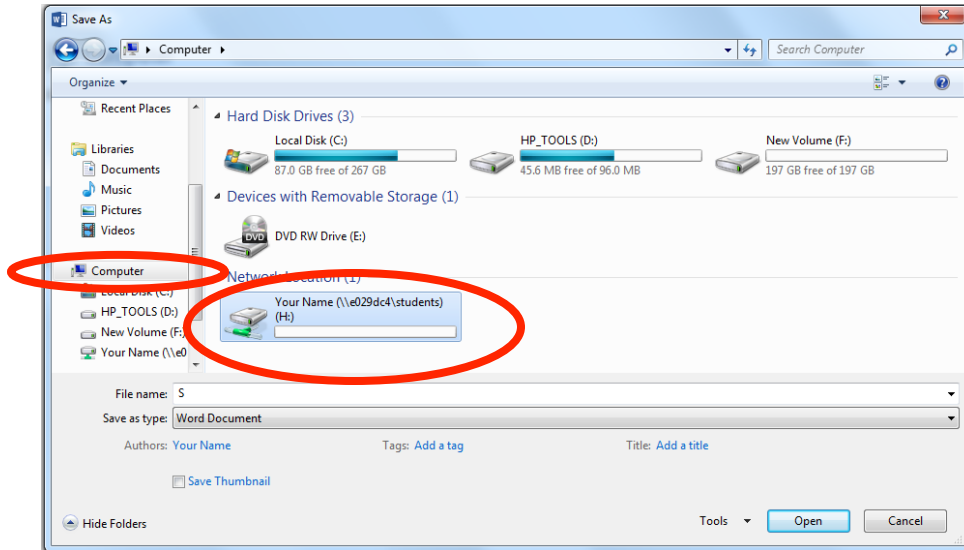 Save As
Computer
Search Computer
Organize
Recent Places
Libraries
Documents
Music
Pictures
Videos
Computer
Local Disk (C:)
HP_TOOLS (D:)
New Volume (F:)
Your Name (\\e0
Hard Disk Drives (3)
Local Disk (C:)
87.0 GB free of 267 GB
HP_TOOLS (D:)
45.6 MB free of 96.0 MB
New Volume (F:)
197 GB free of 197 GB
Devices with Removable Storage (1)
DVD
DVD RW Drive (E:)
Network Location (1)
Your Name (\\e029dc4\students)
(H:)
File name: S
Save as type: Word Document
Authors: Your Name
Tags: Add a tag
Title: Add a title
Save Thumbnail
Hide Folders
Tools
Open
Cancel